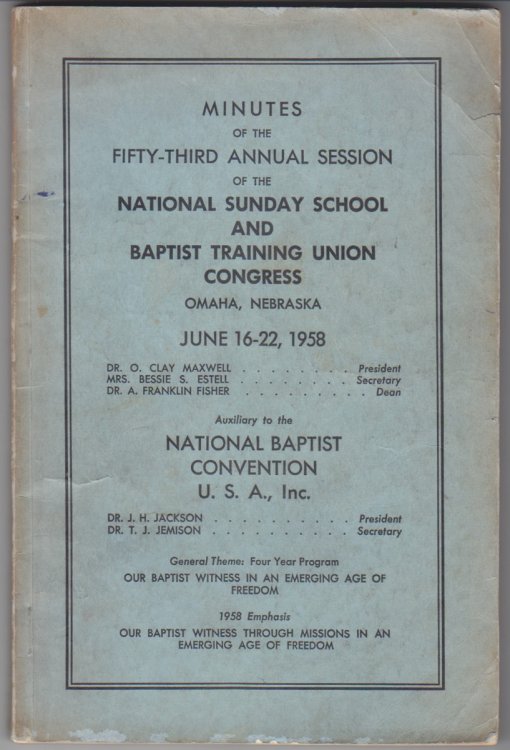 MINUTES
OF THE
FIFTY-THIRD ANNUAL SESSION
OF THE
NATIONAL SUNDAY SCHOOL
AND
BAPTIST TRAINING UNION
CONGRESS
OMAHA, NEBRASKA
JUNE 16-22, 1958
DR. O. CLAY MAXWELL . . . . . . . . . President
MRS. BESSIE S. ESTELL . . . . . . . . . Secretary
DR. A. FRANKLIN FISHER . . . . . . . . . . Dean
Auxiliary to the
NATIONAL BAPTIST
CONVENTION
U. S. A., Inc.
DR. J. H. JACKSON . . . . . . . . . . . President
DR. T. J. JEMISON . . . . . . . . . . . Secretary
General Theme: Four Year Program
OUR BAPTIST WITNESS IN AN EMERGING AGE OF
FREEDOM
1958 Emphasis
OUR BAPTIST WITNESS THROUGH MISSIONS IN AN
EMERGING AGE OF FREEDOM